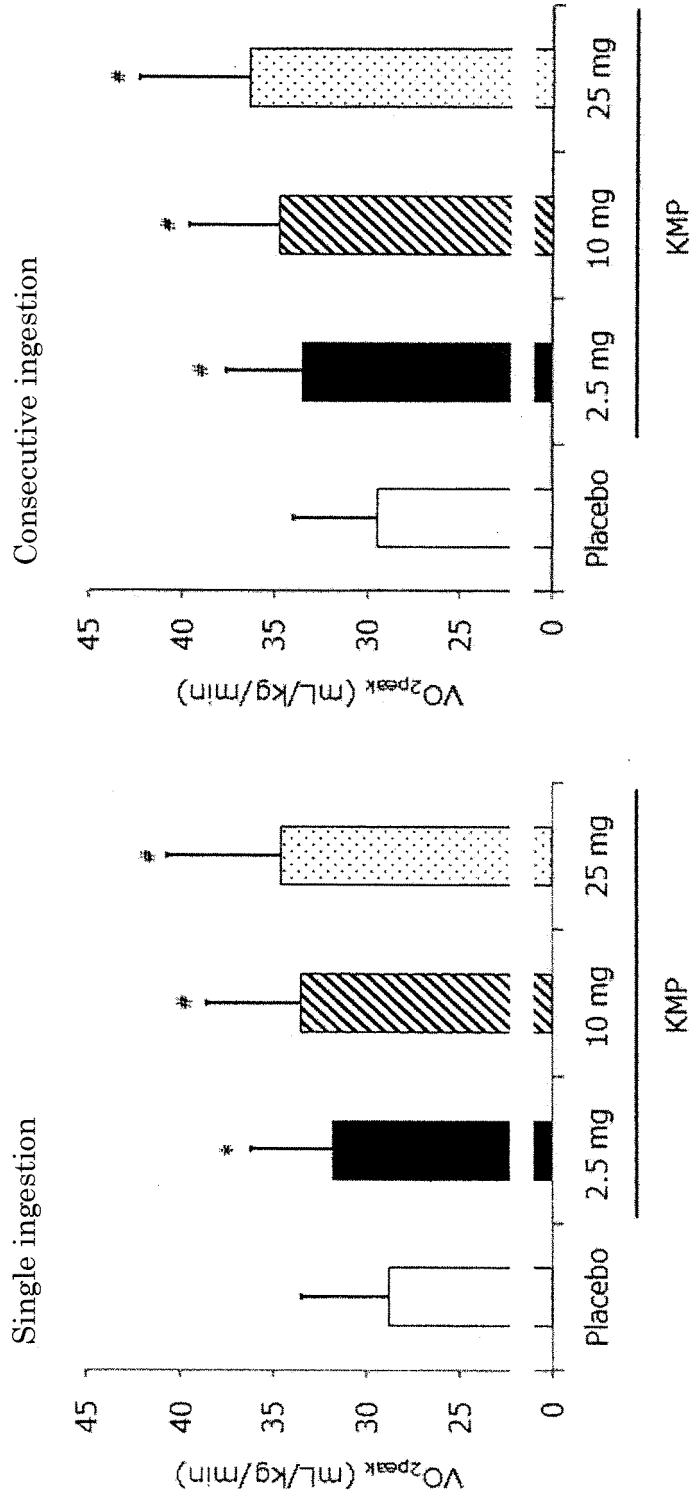 Single ingestion
VO2peak (mL/kg/min)
45
40
35
30
25
0
*
#
#
Placebo
2.5 mg
10 mg
25 mg
KMP
Consecutive ingestion
VO2peak (mL/kg/min)
45
40
35
30
25
0
#
#
#
Placebo
2.5 mg
10 mg
25 mg
KMP